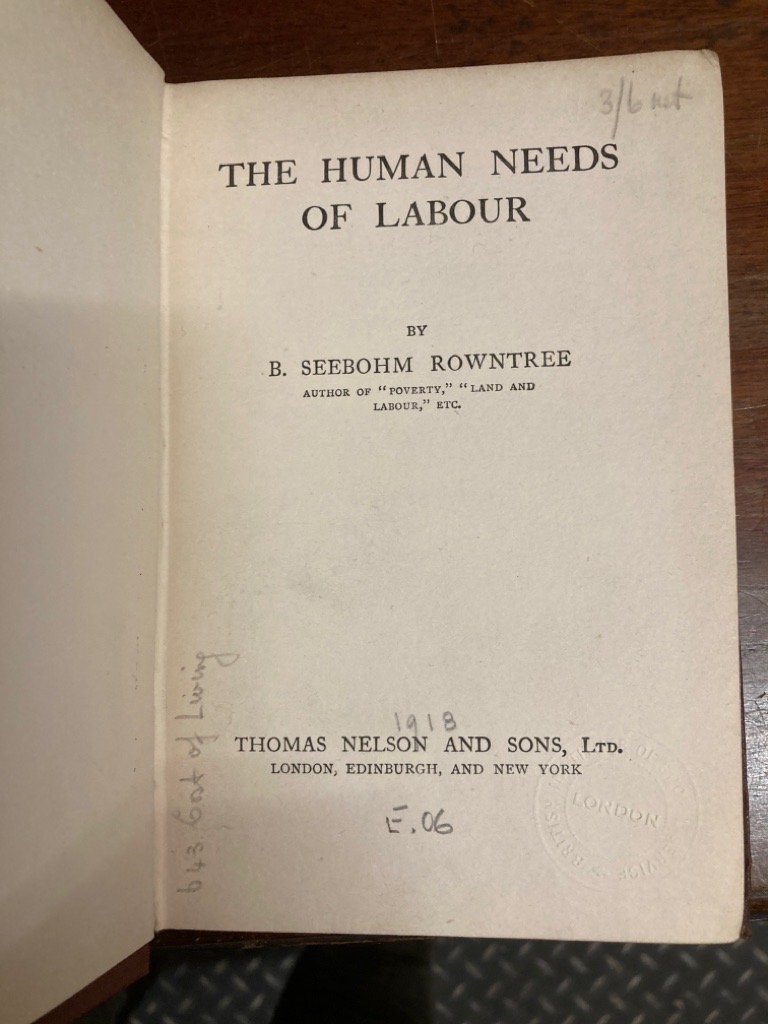 3/6 net
THE HUMAN NEEDS
OF LABOUR
BY
B. SEEBOHM ROWNTREE
AUTHOR OF “POVERTY,” “LAND AND
LABOUR,” ETC.
643 Cost of Living
1918
THOMAS NELSON AND SONS, LTD.
LONDON, EDINBURGH, AND NEW YORK
E.06
LONDON
BRITISH